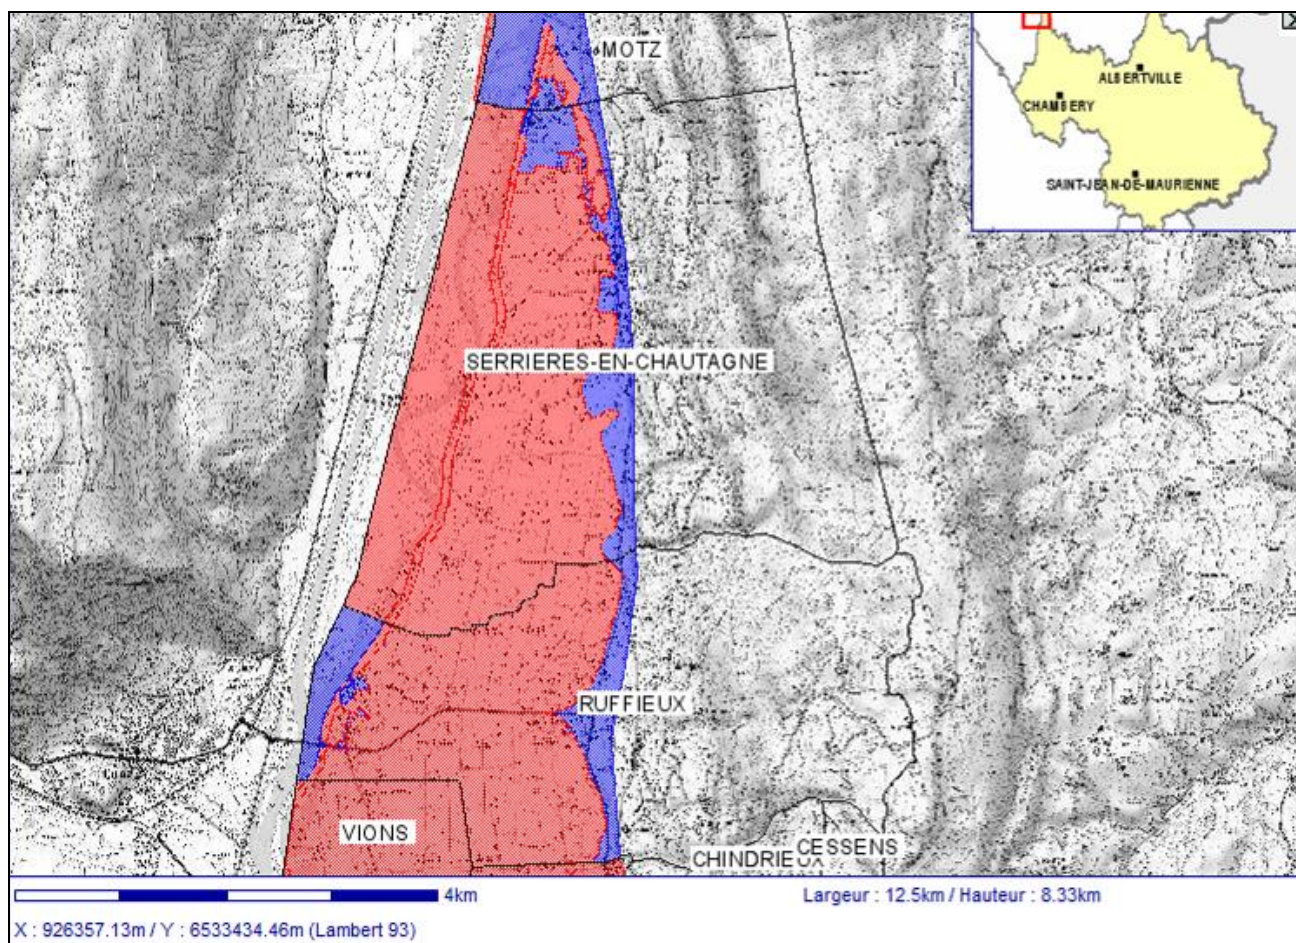 MOTZ
ALBERTVILLE
CHAMBERY
SAINT-JEAN-DE-MAURIENNE
SERRIERES-EN-CHAUTAGNE
RUFFIEUX
VIONS
CHINDRIEUX
CESSENS
4km
Largeur : 12.5km / Hauteur : 8.33km
X : 926357.13m / Y : 6533434.46m (Lambert 93)